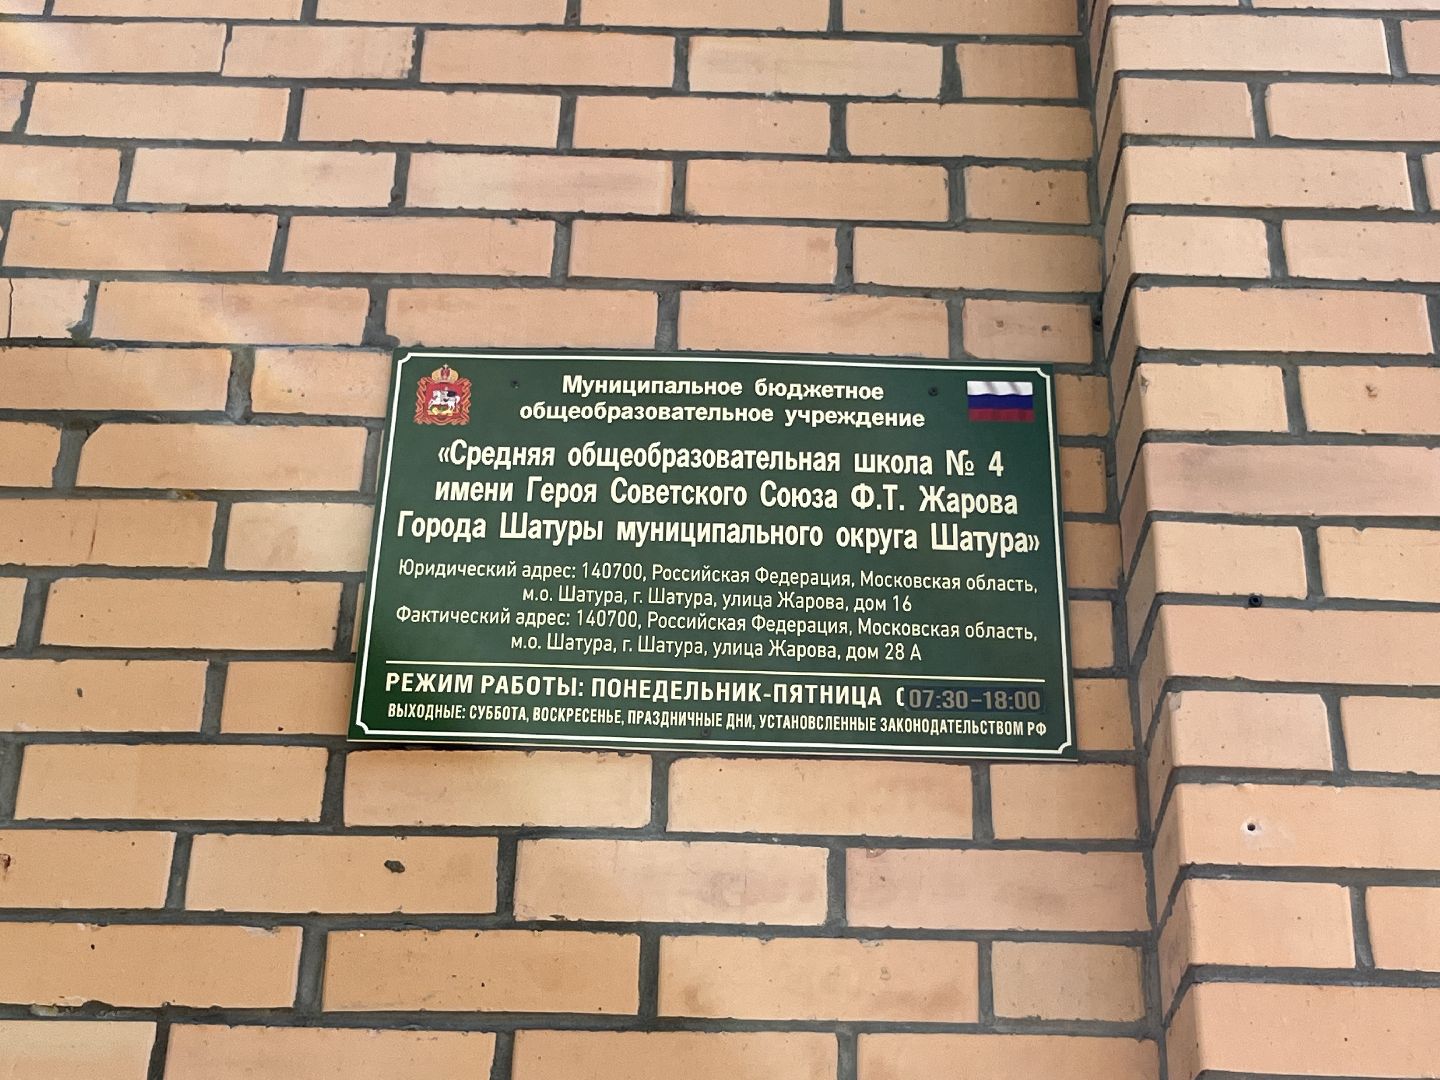 Муниципальное бюджетное
общеобразовательное учреждение
«Средняя общеобразовательная школа № 4
имени Героя Советского Союза Ф.Т. Жарова
Города Шатуры муниципального округа Шатура»
Юридический адрес: 140700, Российская Федерация, Московская область,
м.о. Шатура, г. Шатура, улица Жарова, дом 16
Фактический адрес: 140700, Российская Федерация, Московская область,
м.о. Шатура, г. Шатура, улица Жарова, дом 28 А
РЕЖИМ РАБОТЫ: ПОНЕДЕЛЬНИК-ПЯТНИЦА 07:30-18:00
ВЫХОДНЫЕ: СУББОТА, ВОСКРЕСЕНЬЕ, ПРАЗДНИЧНЫЕ ДНИ, УСТАНОВСЛЕННЫЕ ЗАКОНОДАТЕЛЬСТВОМ РФ